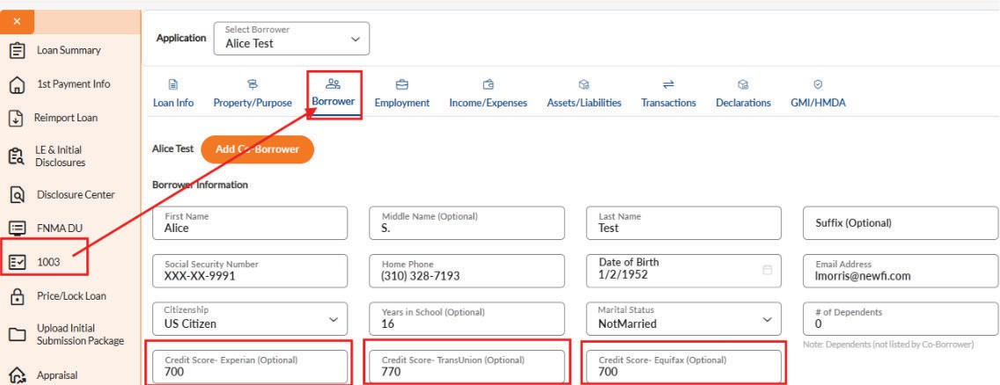 ×
Loan Summary
1st Payment Info
Reimport Loan
LE & Initial
Disclosures
Disclosure Center
FNMA DU
1003
Price/Lock Loan
Upload Initial
Submission Package
Appraisal
Application
Select Borrower
Alice Test
Loan Info Property/Purpose Borrower Employment Income/Expenses Assets/Liabilities Transactions Declarations GMI/HMDA
Alice Test Add Co-Borrower
Borrower Information
First Name
Alice
Middle Name (Optional)
S.
Last Name
Test
Suffix (Optional)
Social Security Number
XXX-XX-9991
Home Phone
(310) 328-7193
Date of Birth
1/2/1952
Email Address
lmorris@newfi.com
Citizenship
US Citizen
Years in School (Optional)
16
Marital Status
NotMarried
# of Dependents
0
Note: Dependents (not listed by Co-Borrower)
Credit Score- Experian (Optional)
700
Credit Score- TransUnion (Optional)
770
Credit Score- Equifax (Optional)
700